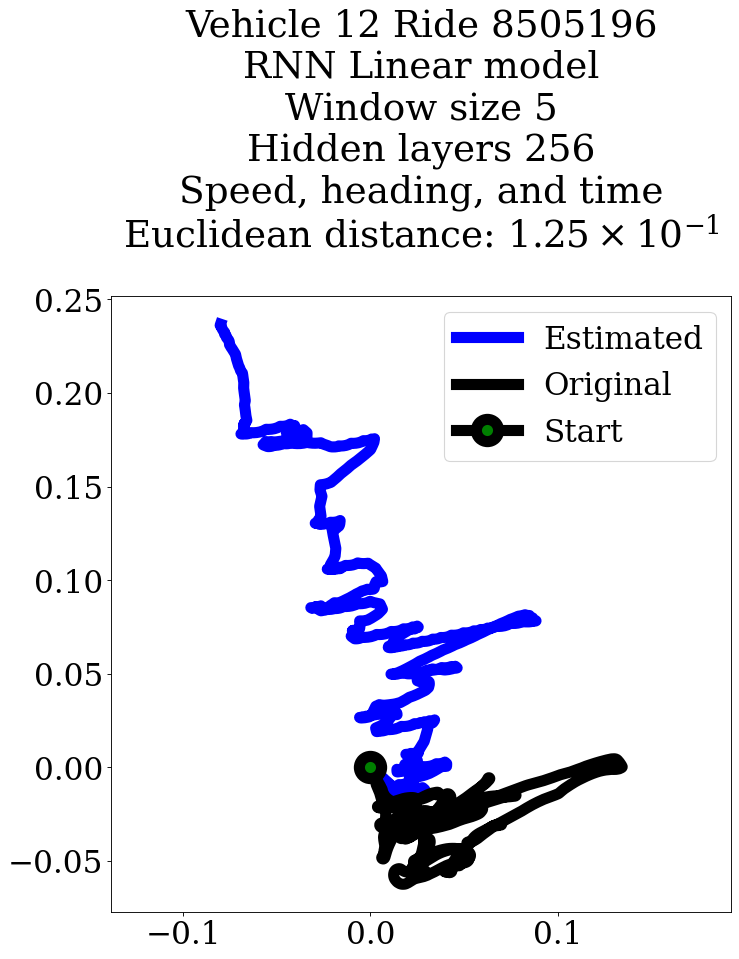 Vehicle 12 Ride 8505196
RNN Linear model
Window size 5
Hidden layers 256
Speed, heading, and time
Euclidean distance: 1.25 × 10⁻¹
0.25
0.20
0.15
0.10
0.05
0.00
−0.05
−0.1
0.0
0.1
Estimated
Original
Start